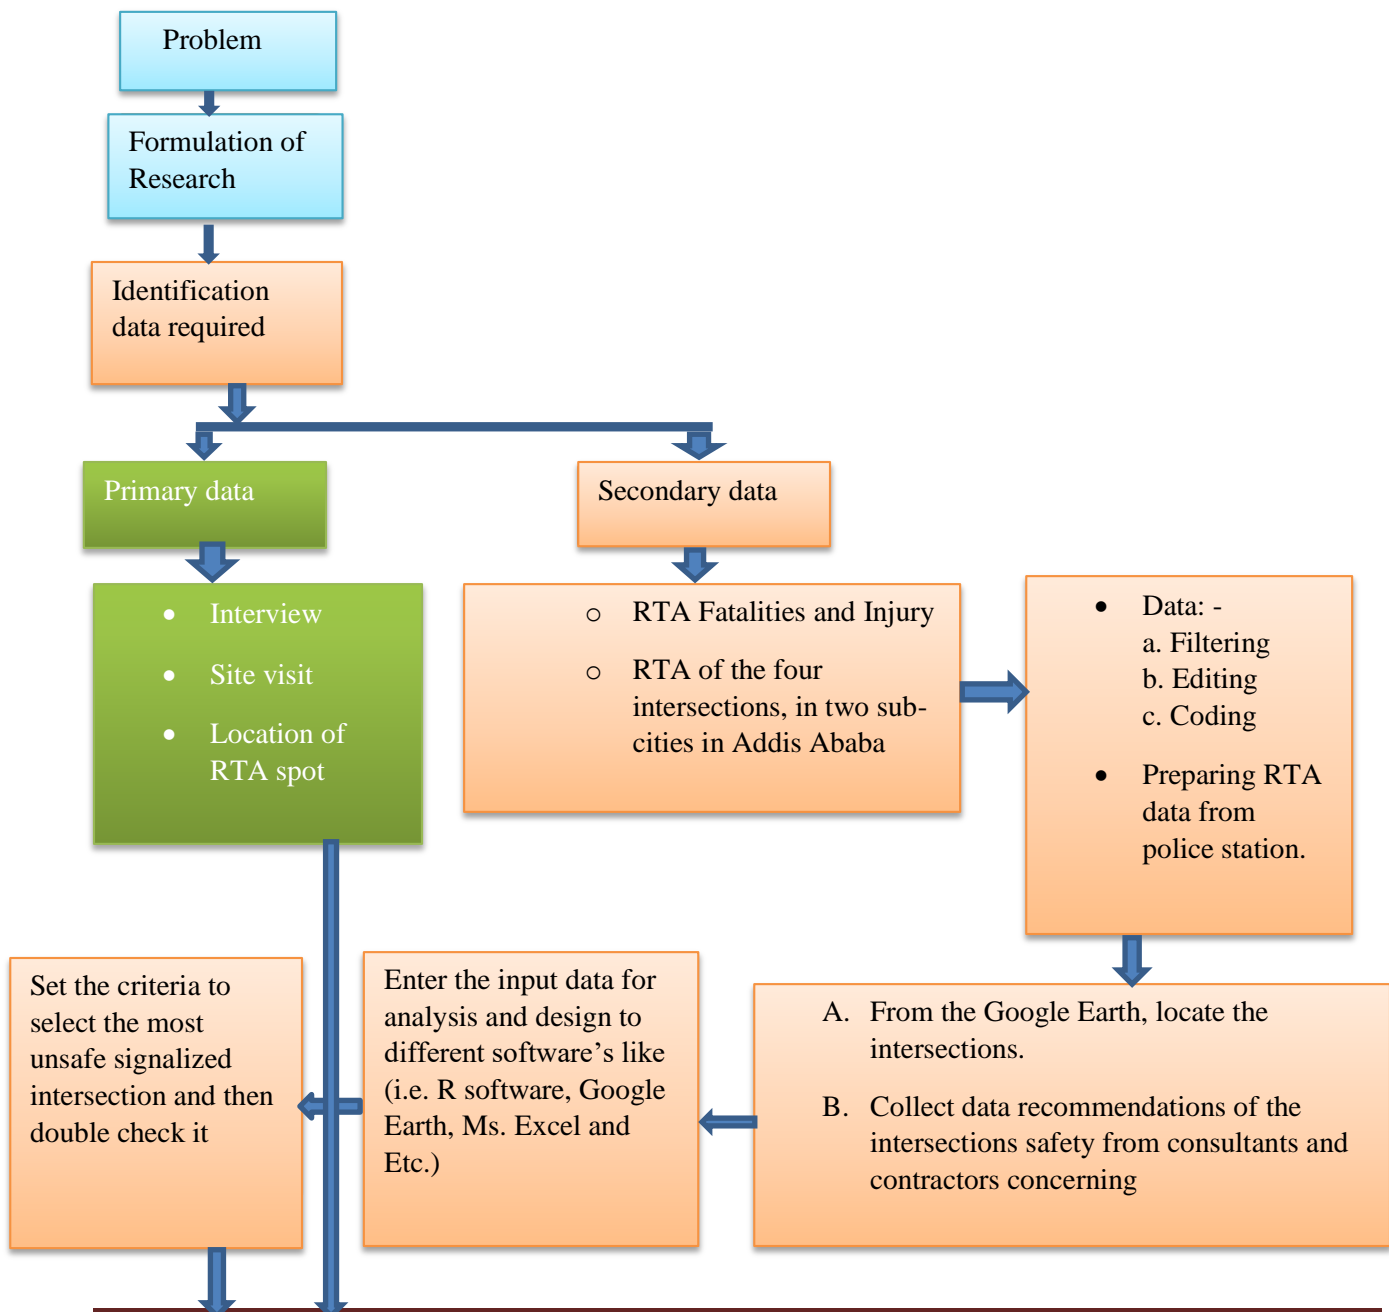 Problem
Formulation of
Research
Identification
data required
Primary data
Secondary data
• Interview
• Site visit
• Location of
RTA spot
o RTA Fatalities and Injury
o RTA of the four
intersections, in two sub-
cities in Addis Ababa
• Data: -
a. Filtering
b. Editing
c. Coding
• Preparing RTA
data from
police station.
A. From the Google Earth, locate the
intersections.
B. Collect data recommendations of the
intersections safety from consultants and
contractors concerning
Enter the input data for
analysis and design to
different software’s like
(i.e. R software, Google
Earth, Ms. Excel and
Etc.)
Set the criteria to
select the most
unsafe signalized
intersection and then
double check it